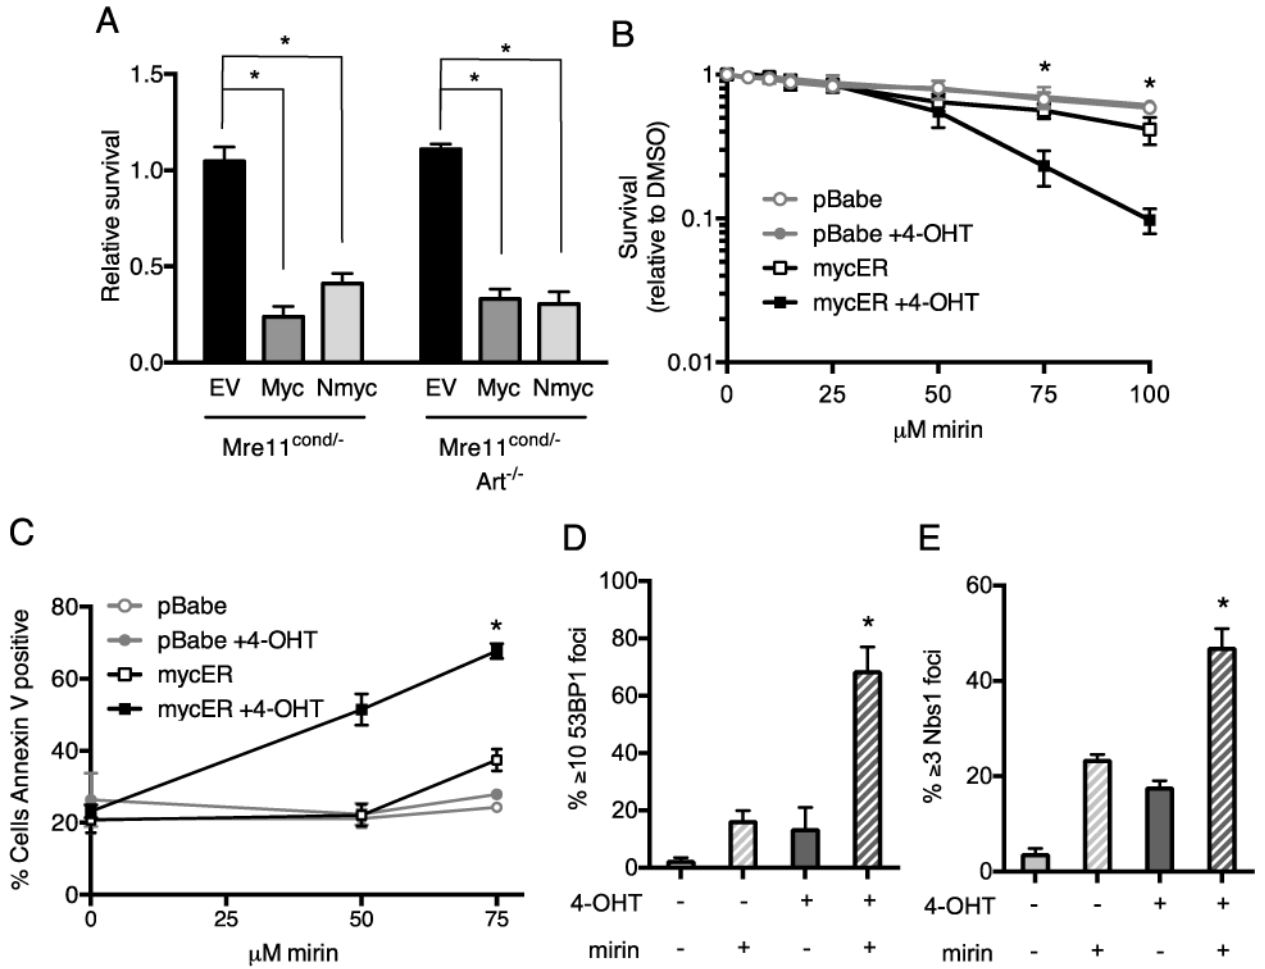 A
*
*
*
*
1.5
1.0
0.5
0.0
Relative survival
EV Myc Nmyc EV Myc Nmyc
Mre11cond/- Mre11cond/-
Art-/-
B
*
*
1
0.1
0.01
Survival
(relative to DMSO)
pBabe
pBabe +4-OHT
mycER
mycER +4-OHT
0 25 50 75 100
μM mirin
C
80
60
40
20
0
% Cells Annexin V positive
pBabe
pBabe +4-OHT
mycER
mycER +4-OHT
*
0 25 50 75
μM mirin
D
100
80
60
40
20
0
% ≥10 53BP1 foci
*
4-OHT - - + +
mirin - + - +
E
60
40
20
0
% ≥3 Nbs1 foci
*
4-OHT - - + +
mirin - + - +